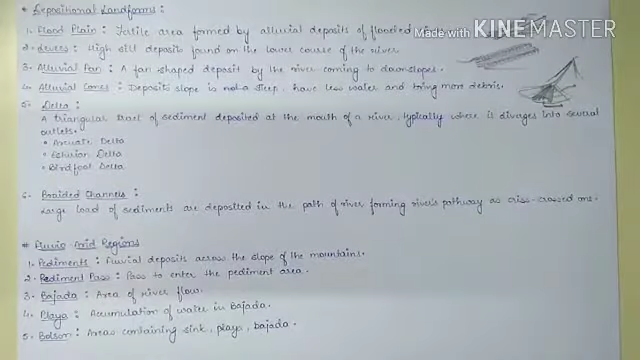 * Depositional Landforms :
1. Flood Plain : Fertile area formed by alluvial deposits of flooded
Made with KINEMASTER
2. Levees : High silt deposit found on the lower course of the river.
3. Alluvial Fan : A fan shaped deposit by the river coming to downslopes.
4. Alluvial Cones : Deposits slope is not a steep, have less water and bring more debris.
5. Delta :
A triangular tract of sediment deposited at the mouth of a river, typically where it diverges into several
outlets.
• Arcuate Delta
• Esturian Delta
• Birdfoot Delta
6. Braided Channels :
Large load of sediments are deposited in the path of river forming river's pathway as criss-crossed one.
* Fluvio Arid Regions
1. Pediments : Fluvial deposits across the slope of the mountains.
2. Pediment Pass : Pass to enter the pediment area.
3. Bajada : Area of river flow.
4. Playa : Accumulation of water in Bajada.
5. Bolson : Areas containing sink, playa, bajada.